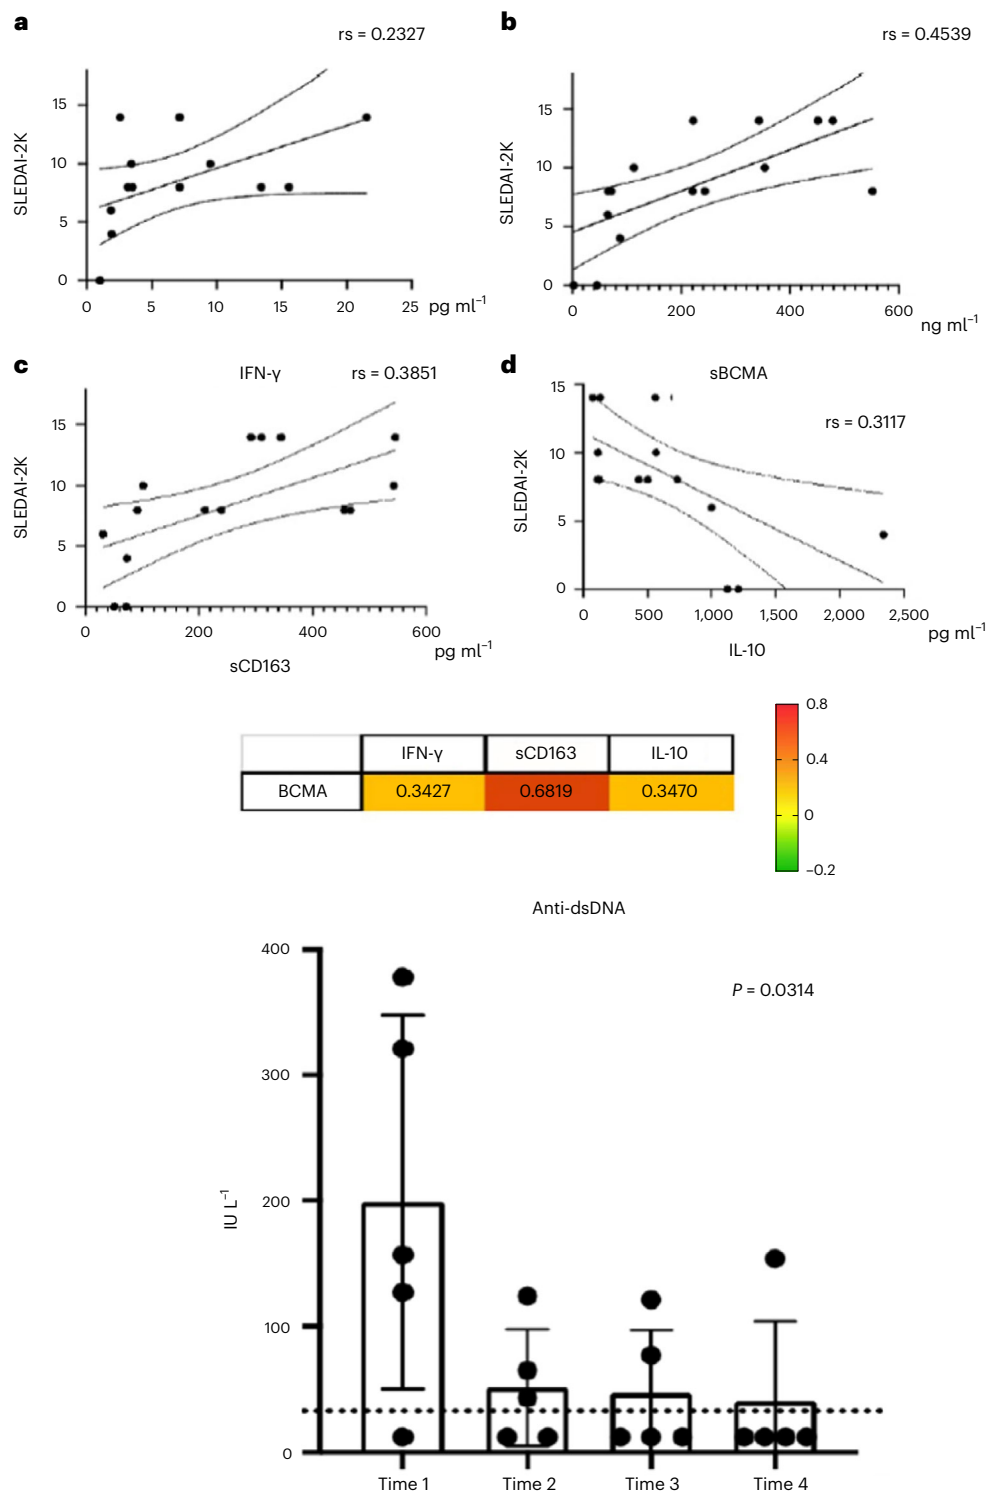 a
rs = 0.2327
SLEDAI-2K
15
10
5
0
0 5 10 15 20 25 pg ml⁻¹
IFN-γ
b
rs = 0.4539
SLEDAI-2K
15
10
5
0
0 200 400 600
ng ml⁻¹
sBCMA
c
rs = 0.3851
SLEDAI-2K
15
10
5
0
0 200 400 600
pg ml⁻¹
sCD163
d
rs = 0.3117
SLEDAI-2K
15
10
5
0
0 500 1,000 1,500 2,000 2,500
pg ml⁻¹
IL-10
IFN-γ sCD163 IL-10
BCMA 0.3427 0.6819 0.3470
0.8
0.4
0
−0.2
Anti-dsDNA
P = 0.0314
IU L⁻¹
400
300
200
100
0
Time 1 Time 2 Time 3 Time 4